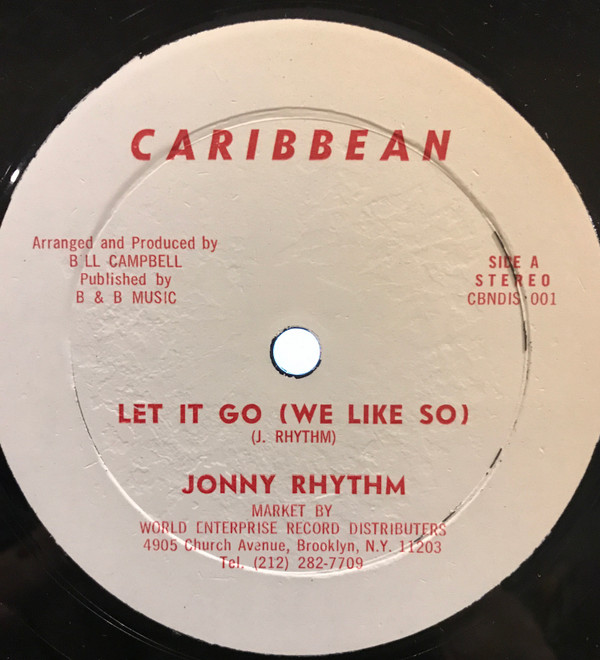 CARIBBEAN
Arranged and Produced by
B LL CAMPBELL
Published by
B & B MUSIC
SIDE A
STEREO
CBNDIS 001
LET IT GO (WE LIKE SO)
(J. RHYTHM)
JONNY RHYTHM
MARKET BY
WORLD ENTERPRISE RECORD DISTRIBUTERS
4905 Church Avenue, Brooklyn, N.Y. 11203
Tel. (212) 282-7709